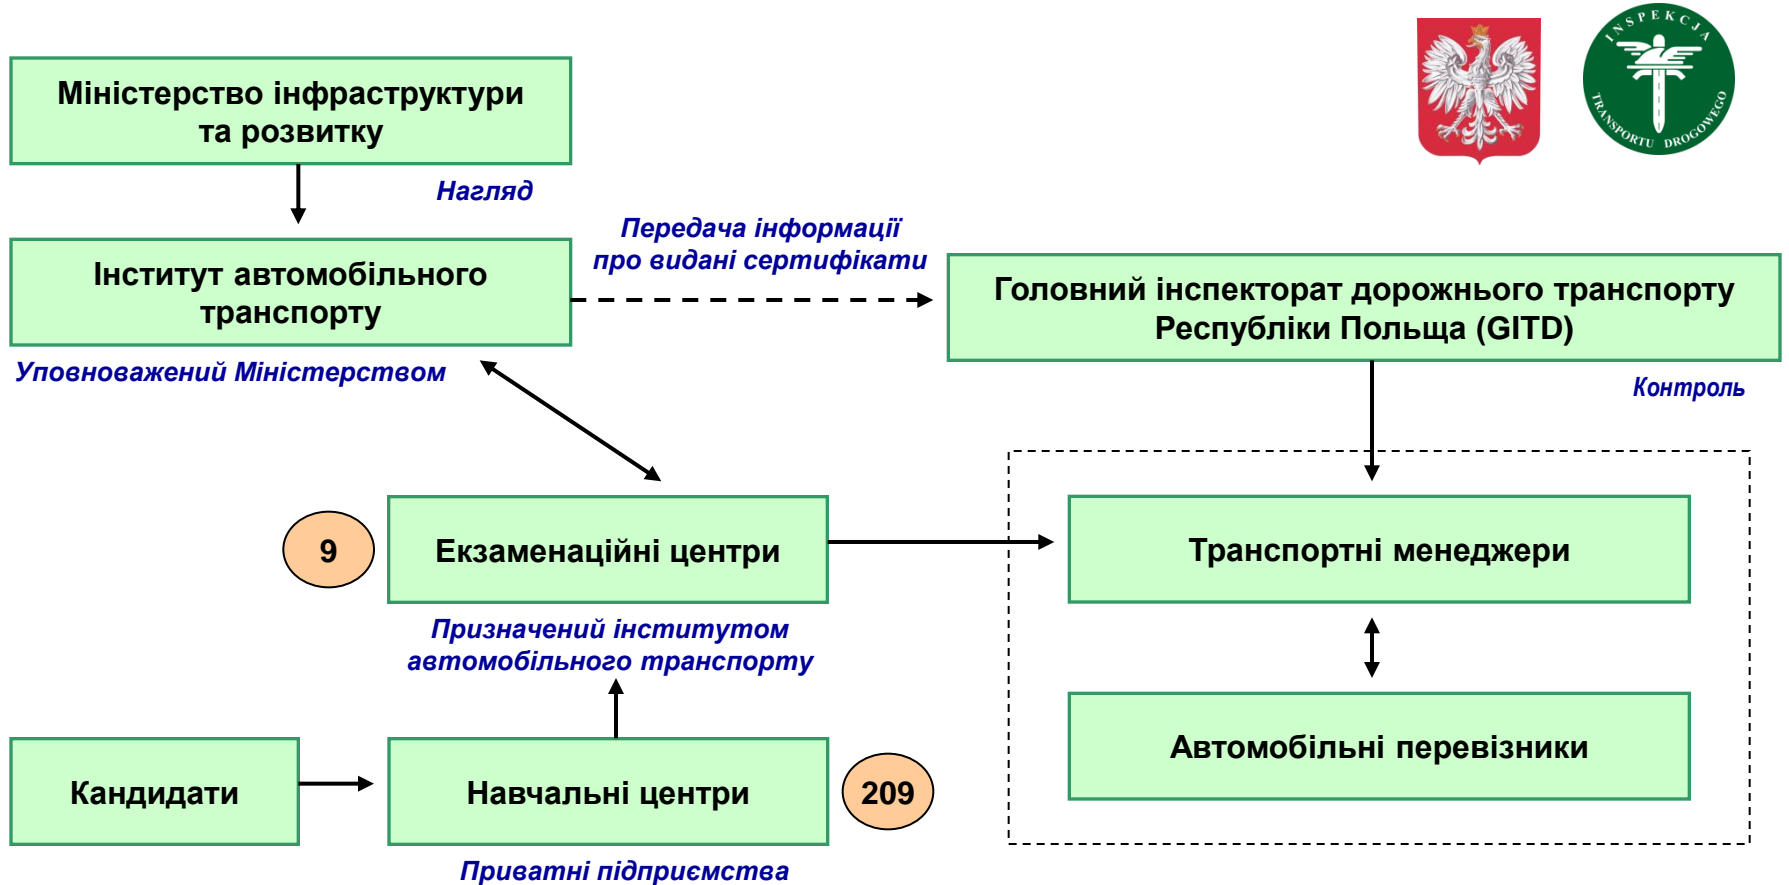 INSPEKCJA
TRANSPORTU DROGOWEGO
Міністерство інфраструктури
та розвитку
Нагляд
Передача інформації
про видані сертифікати
Інститут автомобільного
транспорту
Уповноважений Міністерством
Головний інспекторат дорожнього транспорту
Республіки Польща (GITD)
Контроль
9
Екзаменаційні центри
Призначений інститутом
автомобільного транспорту
Транспортні менеджери
Автомобільні перевізники
Кандидати
Навчальні центри
209
Приватні підприємства